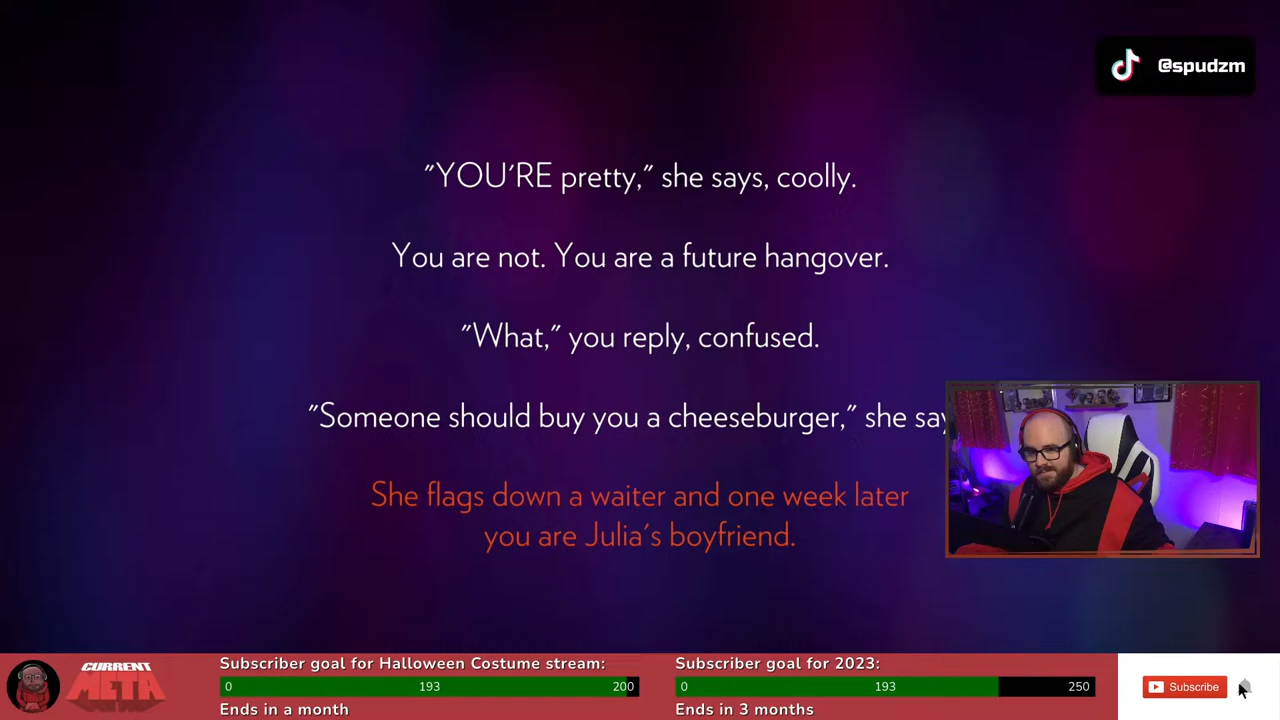 @spudzm
"YOU'RE pretty," she says, coolly.
You are not. You are a future hangover.
"What," you reply, confused.
"Someone should buy you a cheeseburger," she say
She flags down a waiter and one week later
you are Julia's boyfriend.
CURRENT
META
Subscriber goal for Halloween Costume stream:
0 193 200
Ends in a month
Subscriber goal for 2023:
0 193 250
Ends in 3 months
Subscribe